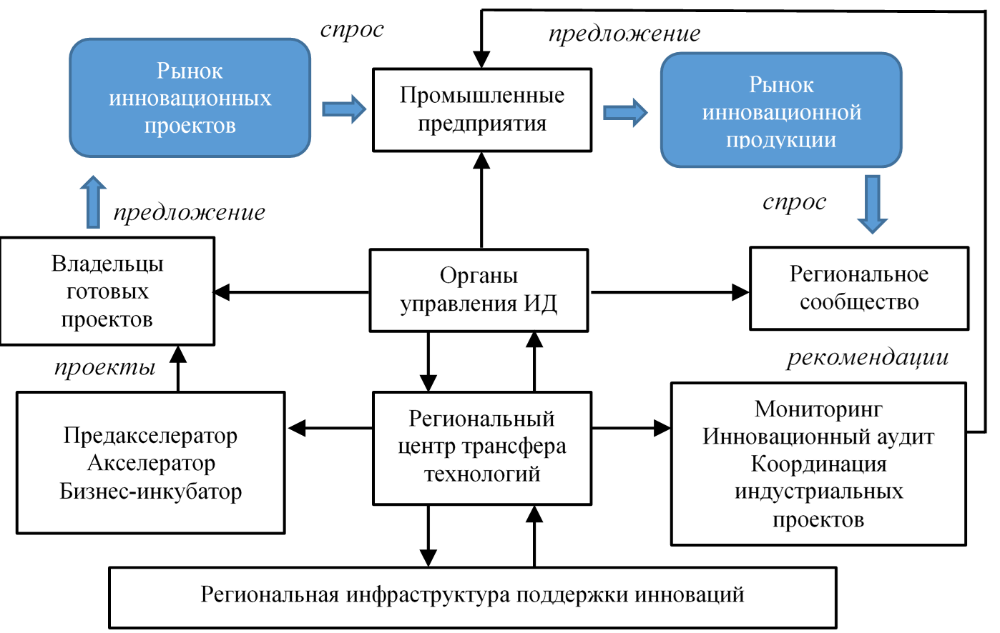 спрос
предложение
Рынок
инновационных
проектов
Промышленные
предприятия
Рынок
инновационной
продукции
предложение
спрос
Владельцы
готовых
проектов
Органы
управления ИД
Региональное
сообщество
проекты
рекомендации
Предакселератор
Акселератор
Бизнес-инкубатор
Региональный
центр трансфера
технологий
Мониторинг
Инновационный аудит
Координация
индустриальных
проектов
Региональная инфраструктура поддержки инноваций